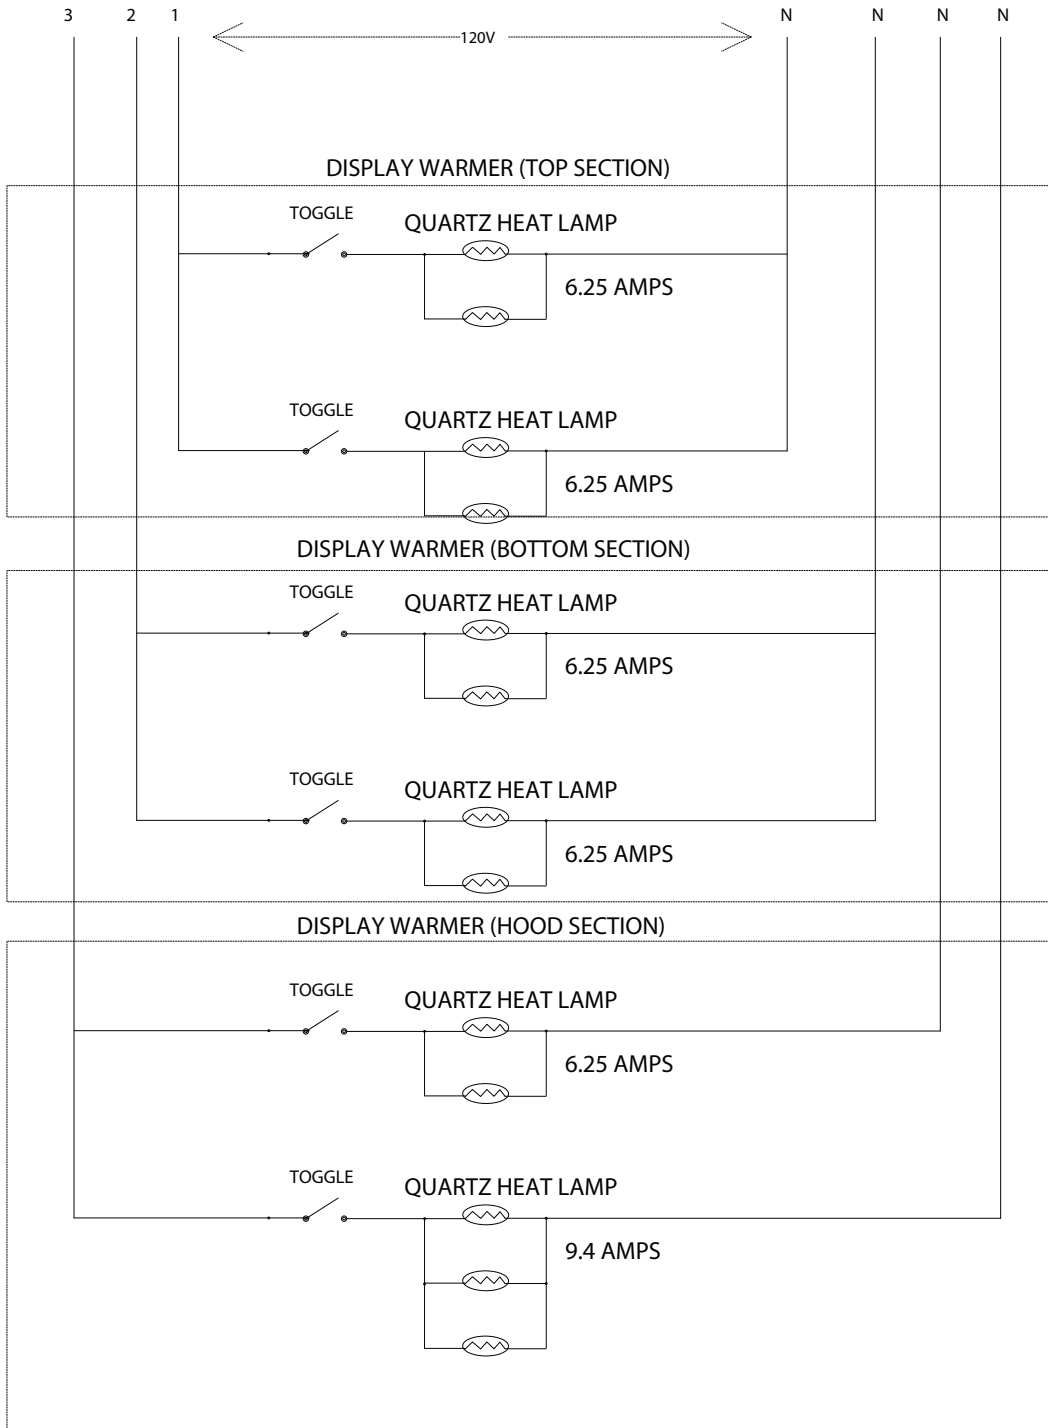 3 2 1 N N N N
120V
DISPLAY WARMER (TOP SECTION)
TOGGLE
QUARTZ HEAT LAMP
6.25 AMPS
TOGGLE
QUARTZ HEAT LAMP
6.25 AMPS
DISPLAY WARMER (BOTTOM SECTION)
TOGGLE
QUARTZ HEAT LAMP
6.25 AMPS
TOGGLE
QUARTZ HEAT LAMP
6.25 AMPS
DISPLAY WARMER (HOOD SECTION)
TOGGLE
QUARTZ HEAT LAMP
6.25 AMPS
TOGGLE
QUARTZ HEAT LAMP
9.4 AMPS